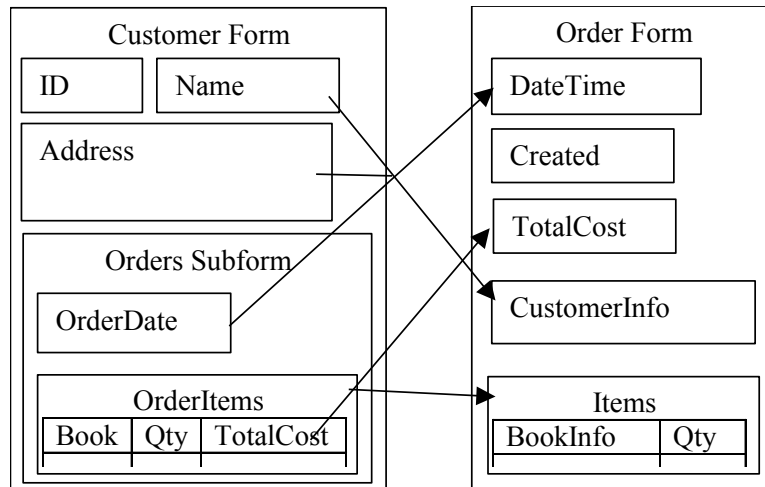 Customer Form
ID
Name
Address
Orders Subform
OrderDate
OrderItems
Book Qty TotalCost
Order Form
DateTime
Created
TotalCost
CustomerInfo
Items
BookInfo Qty